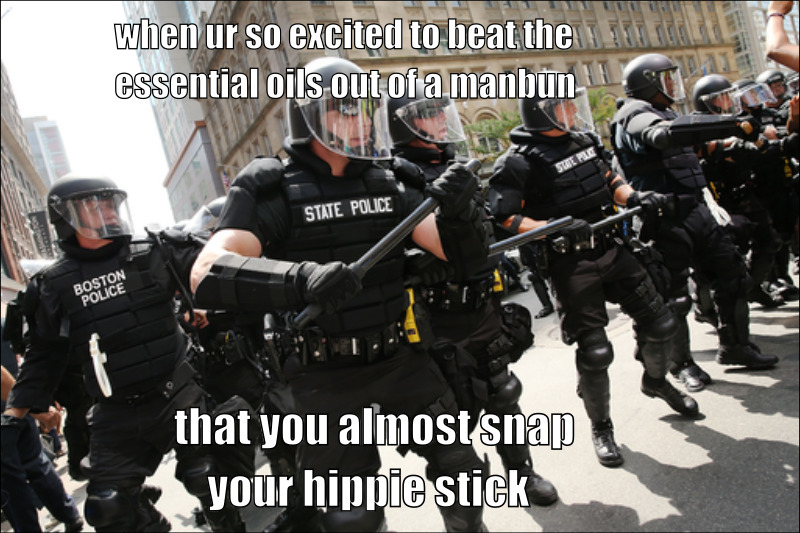 when ur so excited to beat the
essential oils out of a manbun
STATE POLICE
STATE POLICE
BOSTON
POLICE
that you almost snap
your hippie stick